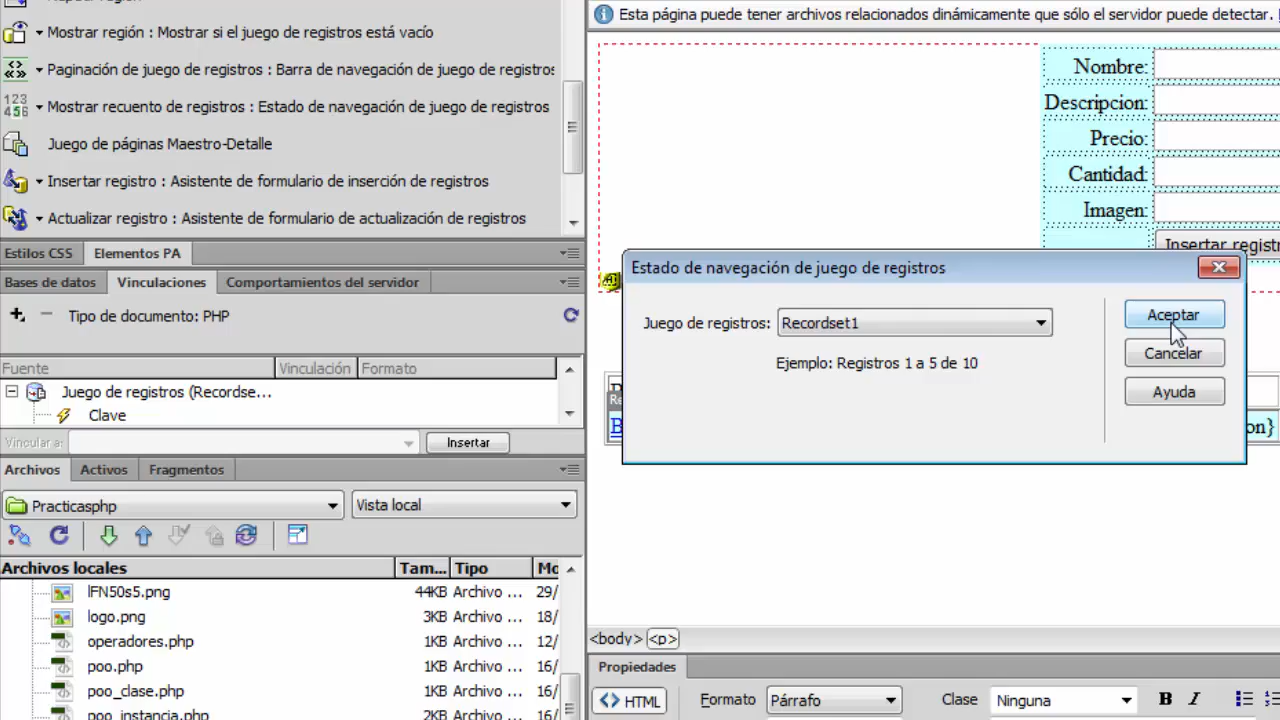 Mostrar región : Mostrar si el juego de registros está vacío
Paginación de juego de registros : Barra de navegación de juego de registros
Mostrar recuento de registros : Estado de navegación de juego de registros
Juego de páginas Maestro-Detalle
Insertar registro : Asistente de formulario de inserción de registros
Actualizar registro : Asistente de formulario de actualización de registros
Estilos CSS
Elementos PA
Bases de datos
Vinculaciones
Comportamientos del servidor
Tipo de documento: PHP
Fuente
Vinculación
Formato
Juego de registros (Recordse...
Clave
Vincular a:
Insertar
Archivos
Activos
Fragmentos
Practicasphp
Vista local
Archivos locales
Tam...
Tipo
Mo
lFN50s5.png 44KB Archivo ... 29/
logo.png 3KB Archivo ... 18/
operadores.php 1KB Archivo ... 12/
poo.php 1KB Archivo ... 16/
poo_clase.php 1KB Archivo ... 16/
poo_instancia.php 2KB Archivo ... 16/
Esta página puede tener archivos relacionados dinámicamente que sólo el servidor puede detectar.
Nombre:
Descripcion:
Precio:
Cantidad:
Imagen:
Insertar registr
Estado de navegación de juego de registros
Juego de registros:
Recordset1
Ejemplo: Registros 1 a 5 de 10
Aceptar
Cancelar
Ayuda
on}
<body> <p>
Propiedades
<> HTML
Formato
Párrafo
Clase
Ninguna
B I